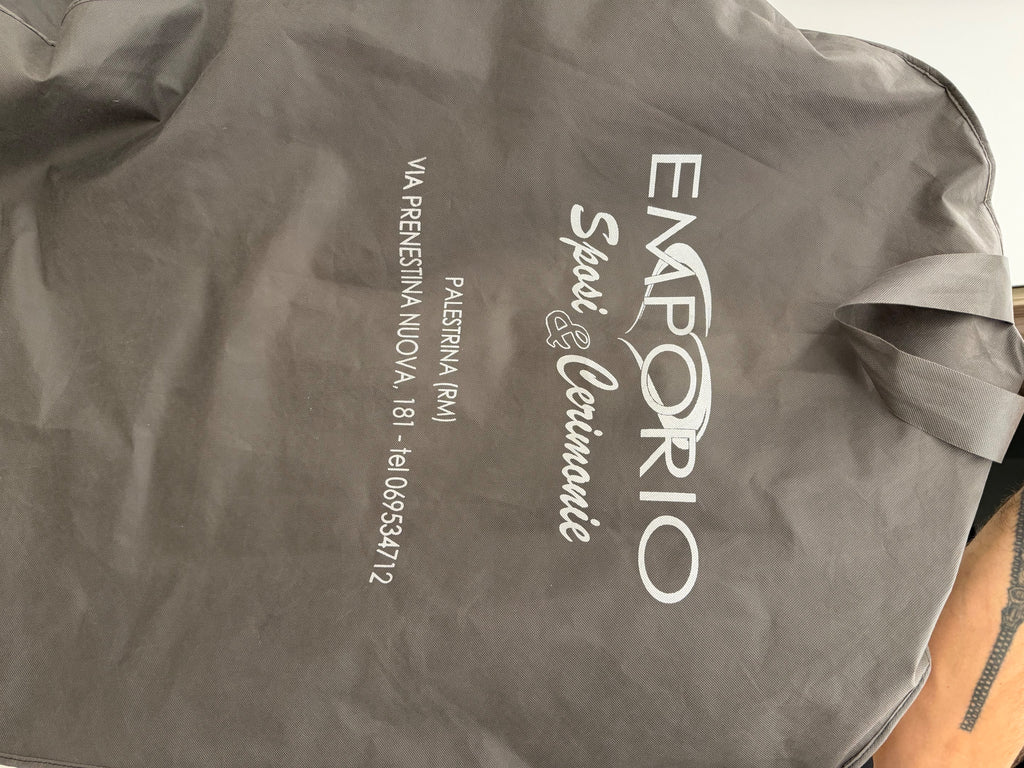 EMPORIO
Sposi & Cerimonie
PALESTRINA (RM)
VIA PRENESTINA NUOVA, 181 - tel 069534712